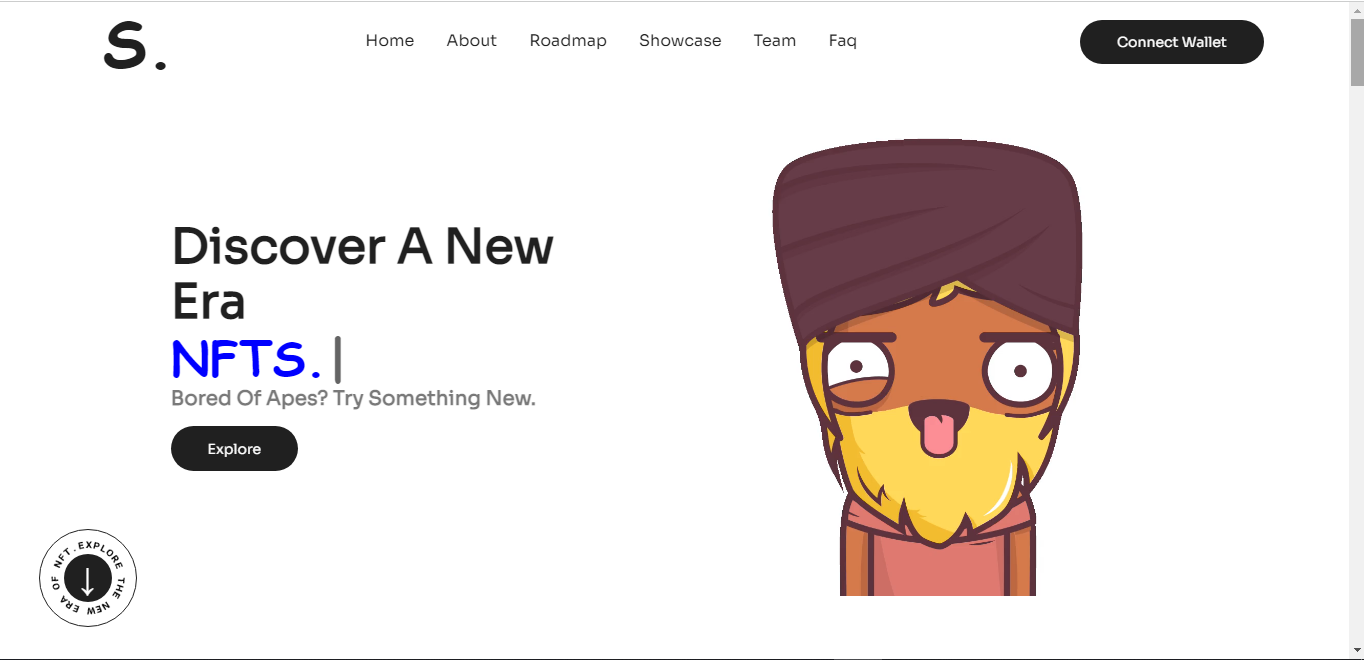 S.
Home
About
Roadmap
Showcase
Team
Faq
Connect Wallet
Discover A New
Era
NFTS. |
Bored Of Apes? Try Something New.
Explore
EXPLORE THE NEW ERA OF NFT.